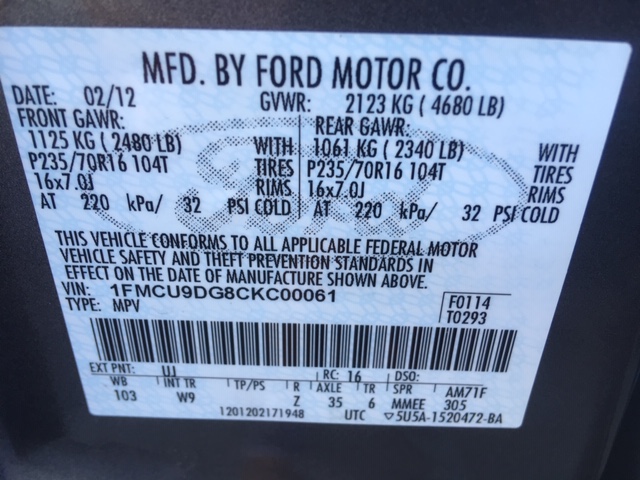 MFD. BY FORD MOTOR CO.
DATE: 02/12 GVWR: 2123 KG ( 4680 LB)
FRONT GAWR: REAR GAWR:
1125 KG ( 2480 LB) WITH 1061 KG ( 2340 LB) WITH
P235/70R16 104T TIRES P235/70R16 104T TIRES
16x7.0J RIMS 16x7.0J RIMS
AT 220 kPa/ 32 PSI COLD AT 220 kPa/ 32 PSI COLD
THIS VEHICLE CONFORMS TO ALL APPLICABLE FEDERAL MOTOR
VEHICLE SAFETY AND THEFT PREVENTION STANDARDS IN
EFFECT ON THE DATE OF MANUFACTURE SHOWN ABOVE.
VIN: 1FMCU9DG8CKC00061 F0114
TYPE: MPV T0293
EXT PNT: UJ RC: 16 DSO:
WB INT TR TP/PS R AXLE TR SPR AM71F
103 W9 Z 35 6 MMEE 305
1201202171948 UTC ▽5U5A-1520472-BA